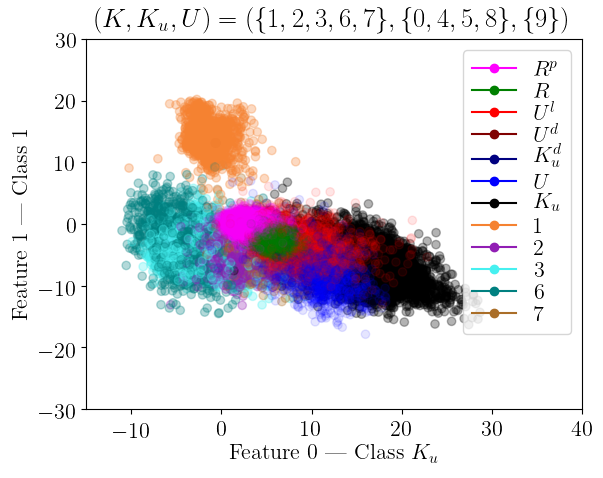 (K, K_u, U) = ({1, 2, 3, 6, 7}, {0, 4, 5, 8}, {9})
30
20
10
0
−10
−20
−30
Feature 1 — Class 1
R^p
R
U^l
U^d
K_u^d
U
K_u
1
2
3
6
7
−10
0
10
20
30
40
Feature 0 — Class K_u